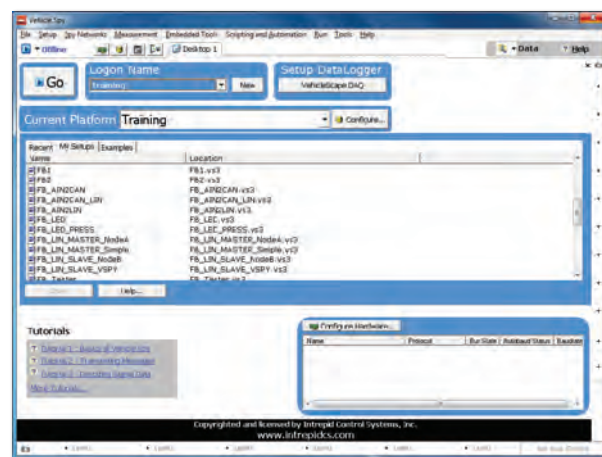 Vehicle Spy
File Setup Spy Networks Measurement Embedded Tools Scripting and Automation Run Tools Help
Offline Desktop 1 Data Help
Go
Logon Name
training
New
Setup DataLogger
VehicleScape DAQ
Current Platform Training Configure...
Recent My Setups Examples
Name Location
FB1 FB1.vs3
FB2 FB2.vs3
FB_AIN2CAN FB_AIN2CAN.vs3
FB_AIN2CAN_LIN FB_AIN2CAN_LIN.vs3
FB_AIN2LIN FB_AIN2LIN.vs3
FB_LED FB_LED.vs3
FB_LED_PRESS FB_LED_PRESS.vs3
FB_LIN_MASTER_NodeA FB_LIN_MASTER_NodeA.vs3
FB_LIN_MASTER_Simple FB_LIN_MASTER_Simple.vs3
FB_LIN_SLAVE_NodeB FB_LIN_SLAVE_NodeB.vs3
FB_LIN_SLAVE_VSPY FB_LIN_SLAVE_VSPY.vs3
FB_Tester FB_Tester.vs3
Help...
Tutorials
Tutorial 1 - Basics of Vehicle Spy
Tutorial 2 - Transmitting Messages
Tutorial 3 - Decoding Signal Data
More Tutorials...
Configure Hardware...
Name Protocol Bus State Autobaud Status Baudrate
Copyrighted and licensed by Intrepid Control Systems, Inc.
www.intrepidcs.com